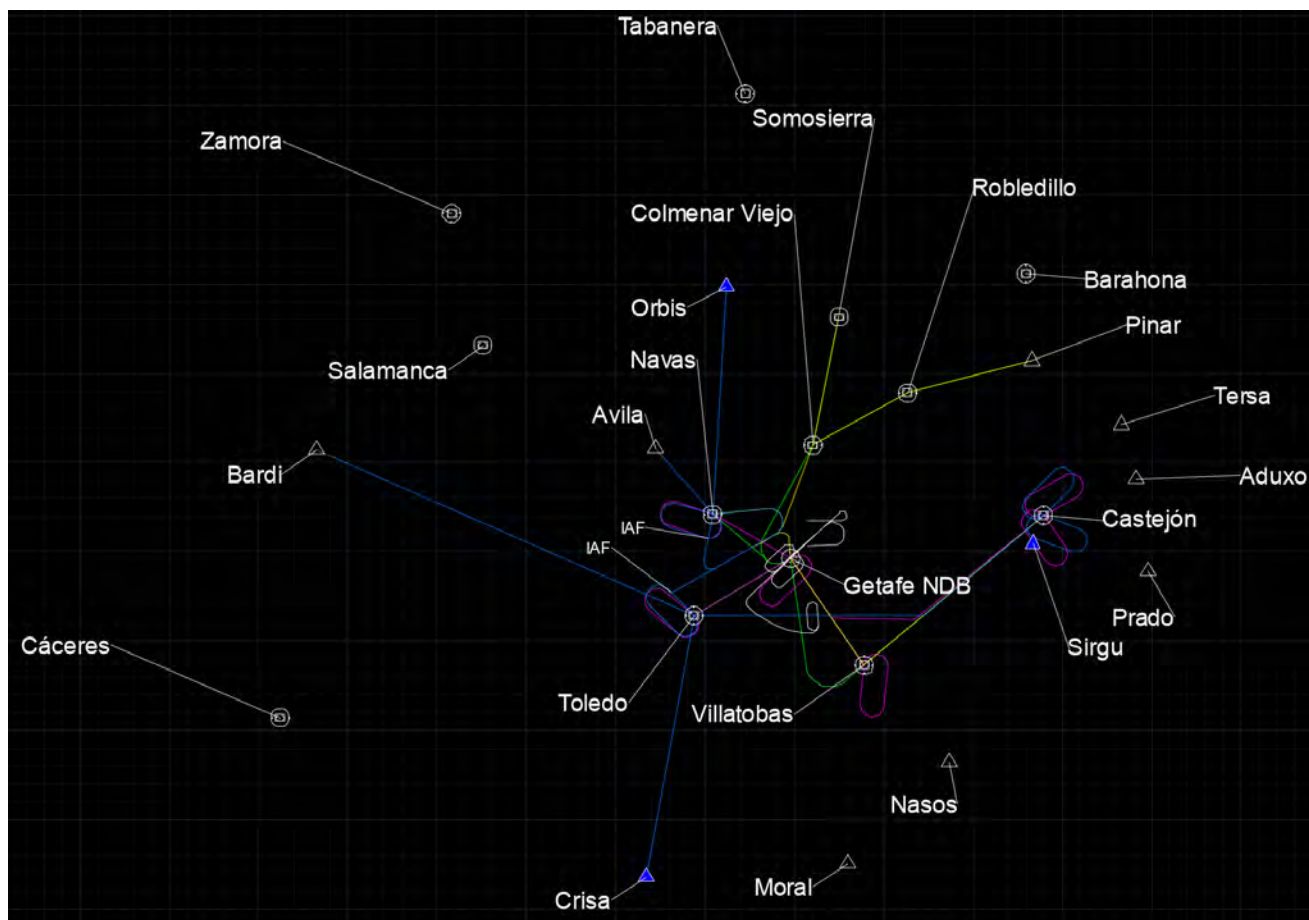 Tabanera
Somosierra
Zamora
Robledillo
Colmenar Viejo
Barahona
Orbis
Pinar
Navas
Salamanca
Tersa
Avila
Bardi
Aduxo
Castejón
IAF
IAF
Getafe NDB
Prado
Cáceres
Sirgu
Toledo
Villatobas
Nasos
Moral
Crisa